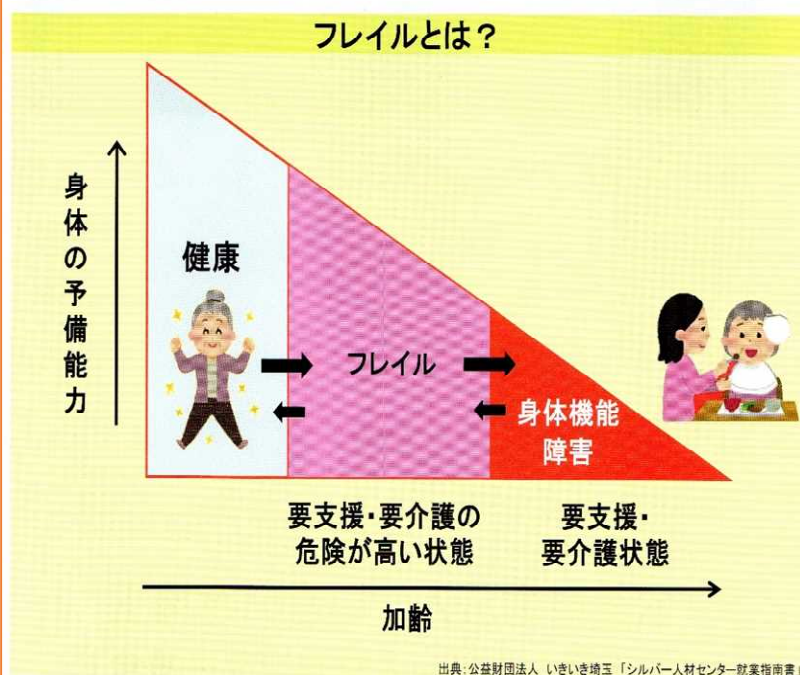 フレイルとは？
身体の予備能力
健康
フレイル
身体機能
障害
要支援・要介護の
危険が高い状態
要支援・
要介護状態
加齢
出典：公益財団法人 いきいき埼玉 「シルバー人材センター就業指南書」